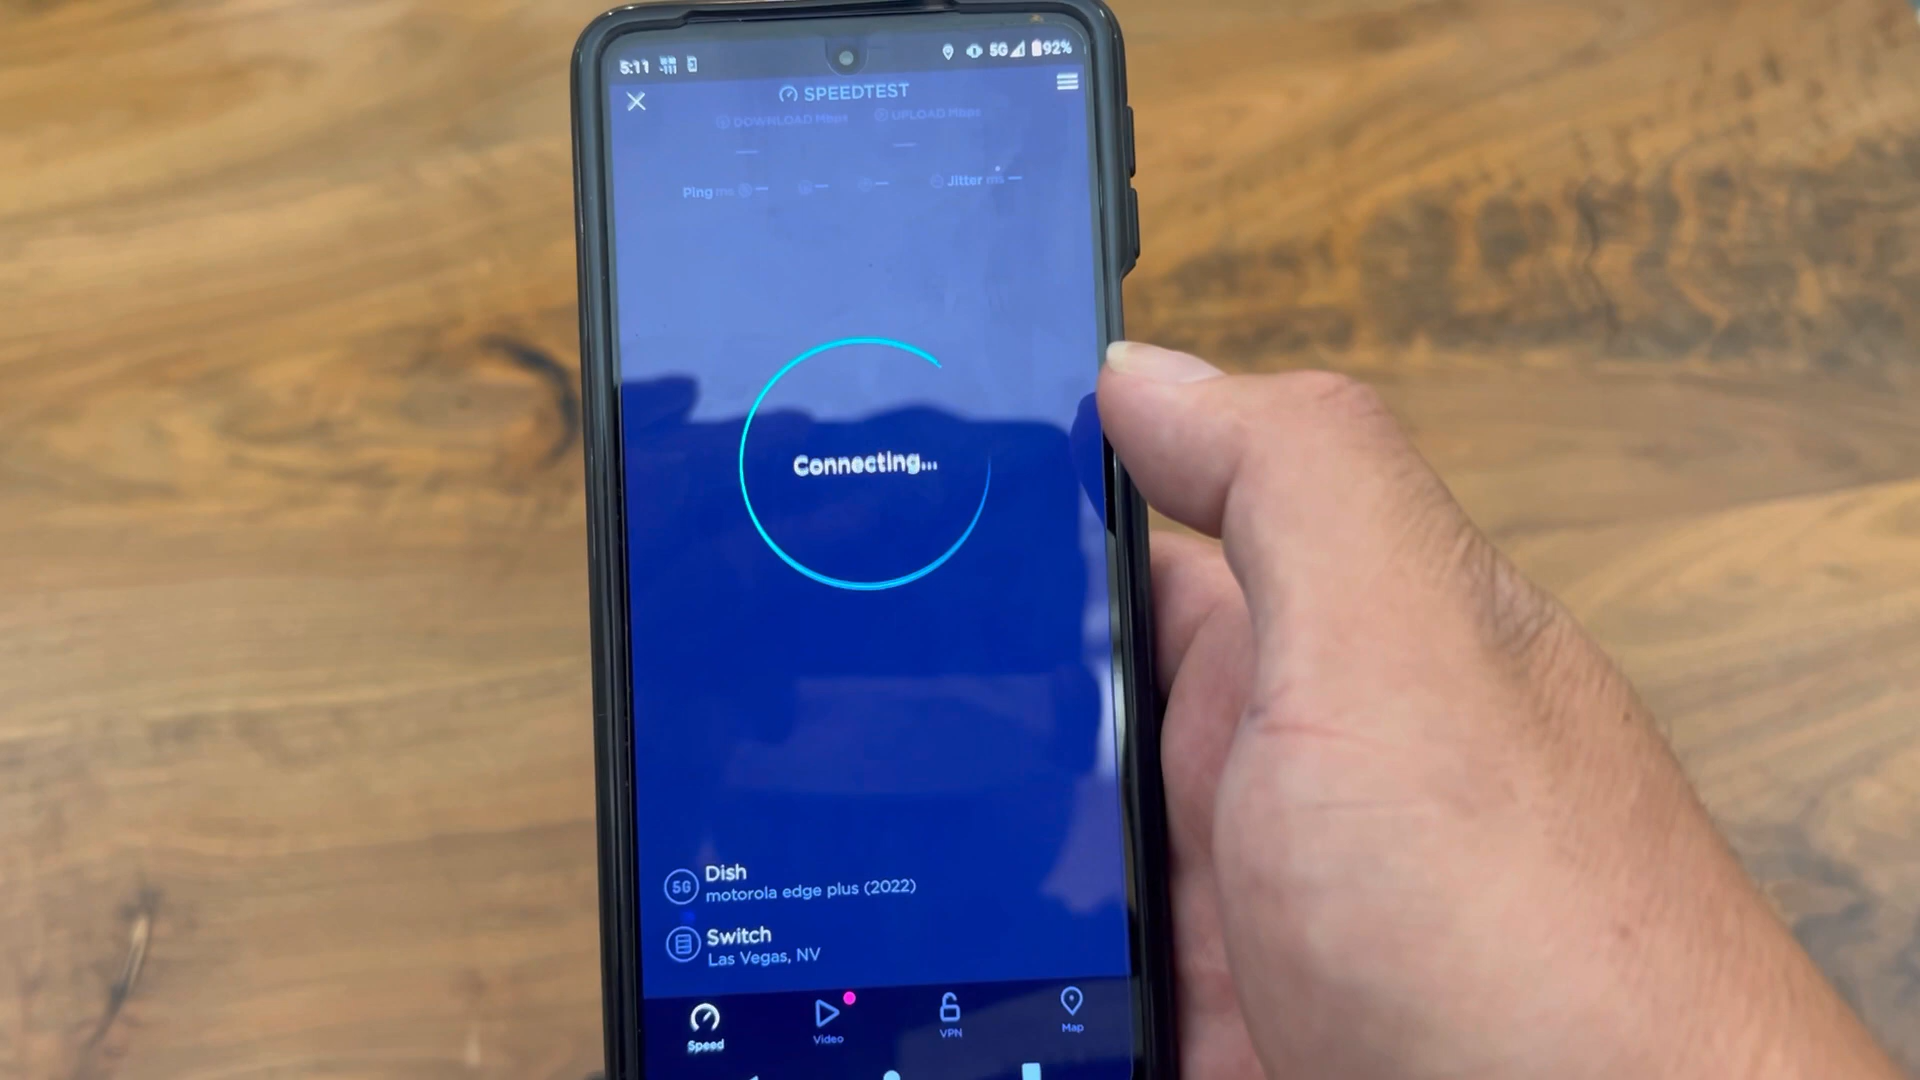 5:11 5G 92%
SPEEDTEST
DOWNLOAD Mbps UPLOAD Mbps
Ping ms Jitter ms
Connecting...
5G Dish
motorola edge plus (2022)
Switch
Las Vegas, NV
Speed Video VPN Map